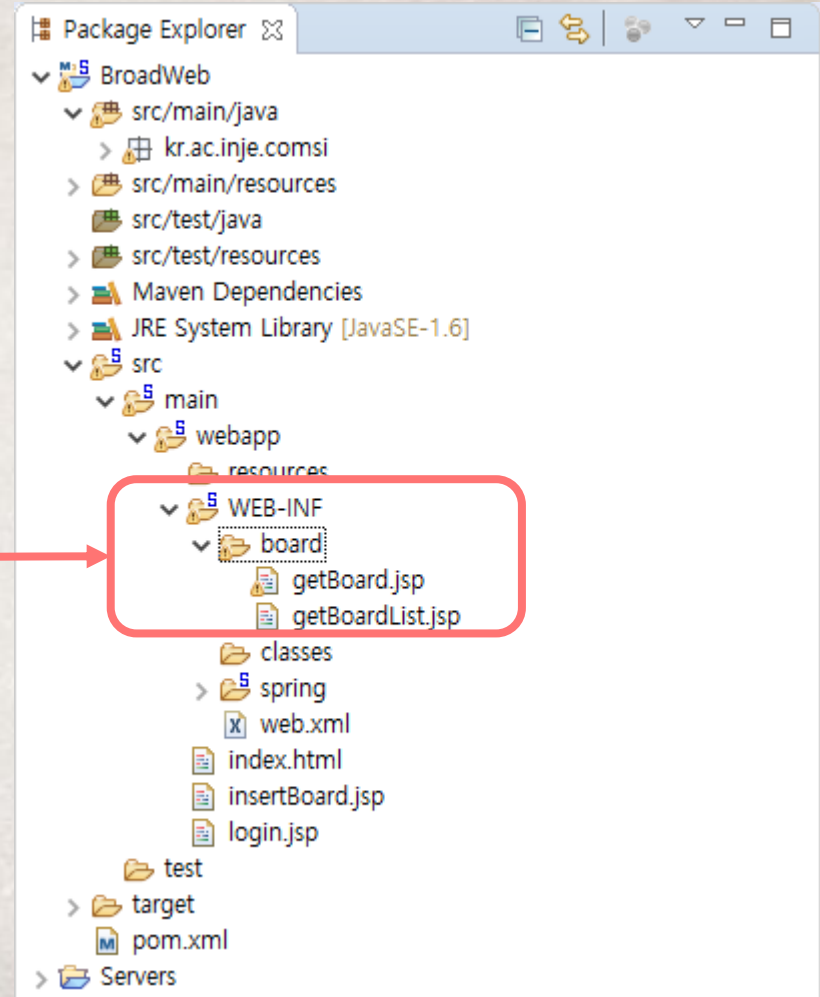 Package Explorer
BroadWeb
src/main/java
kr.ac.inje.comsi
src/main/resources
src/test/java
src/test/resources
Maven Dependencies
JRE System Library [JavaSE-1.6]
src
main
webapp
resources
WEB-INF
board
getBoard.jsp
getBoardList.jsp
classes
spring
web.xml
index.html
insertBoard.jsp
login.jsp
test
target
pom.xml
Servers